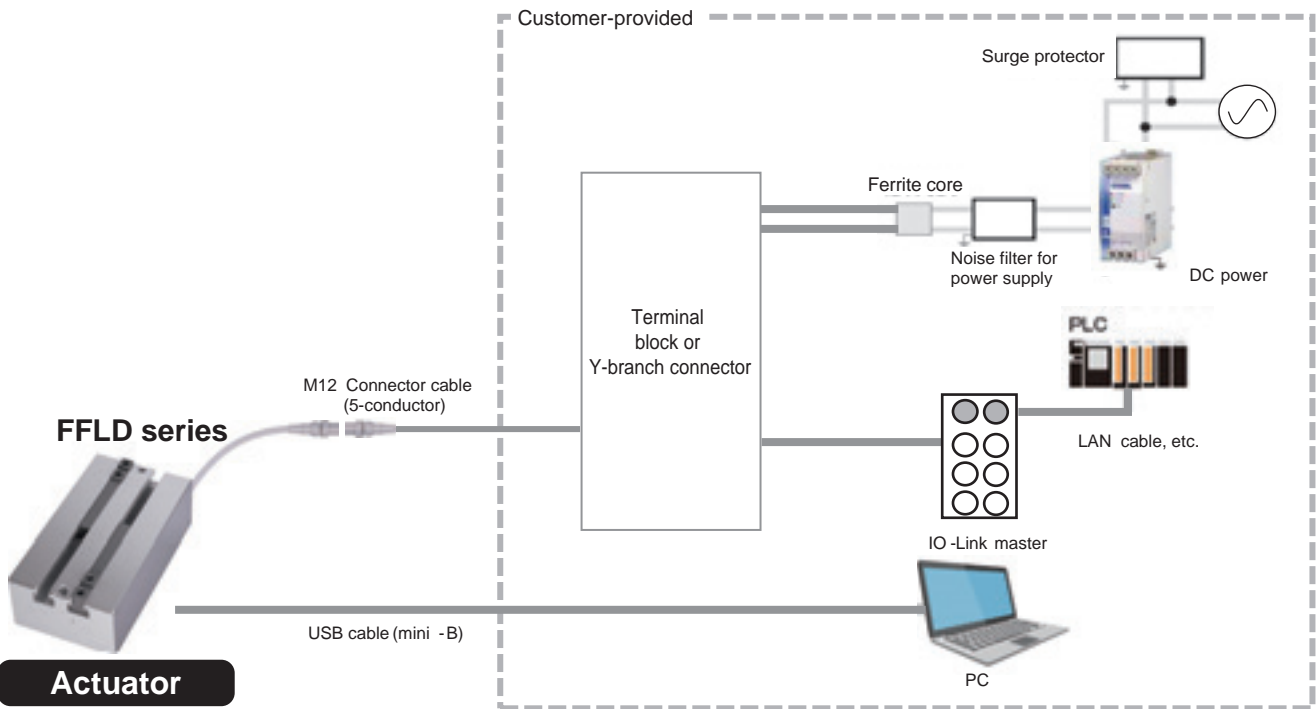 Customer-provided
Surge protector
Ferrite core
Noise filter for
power supply
DC power
Terminal
block or
Y-branch connector
PLC
M12 Connector cable
(5-conductor)
FFLD series
LAN cable, etc.
IO -Link master
USB cable (mini -B)
Actuator
PC